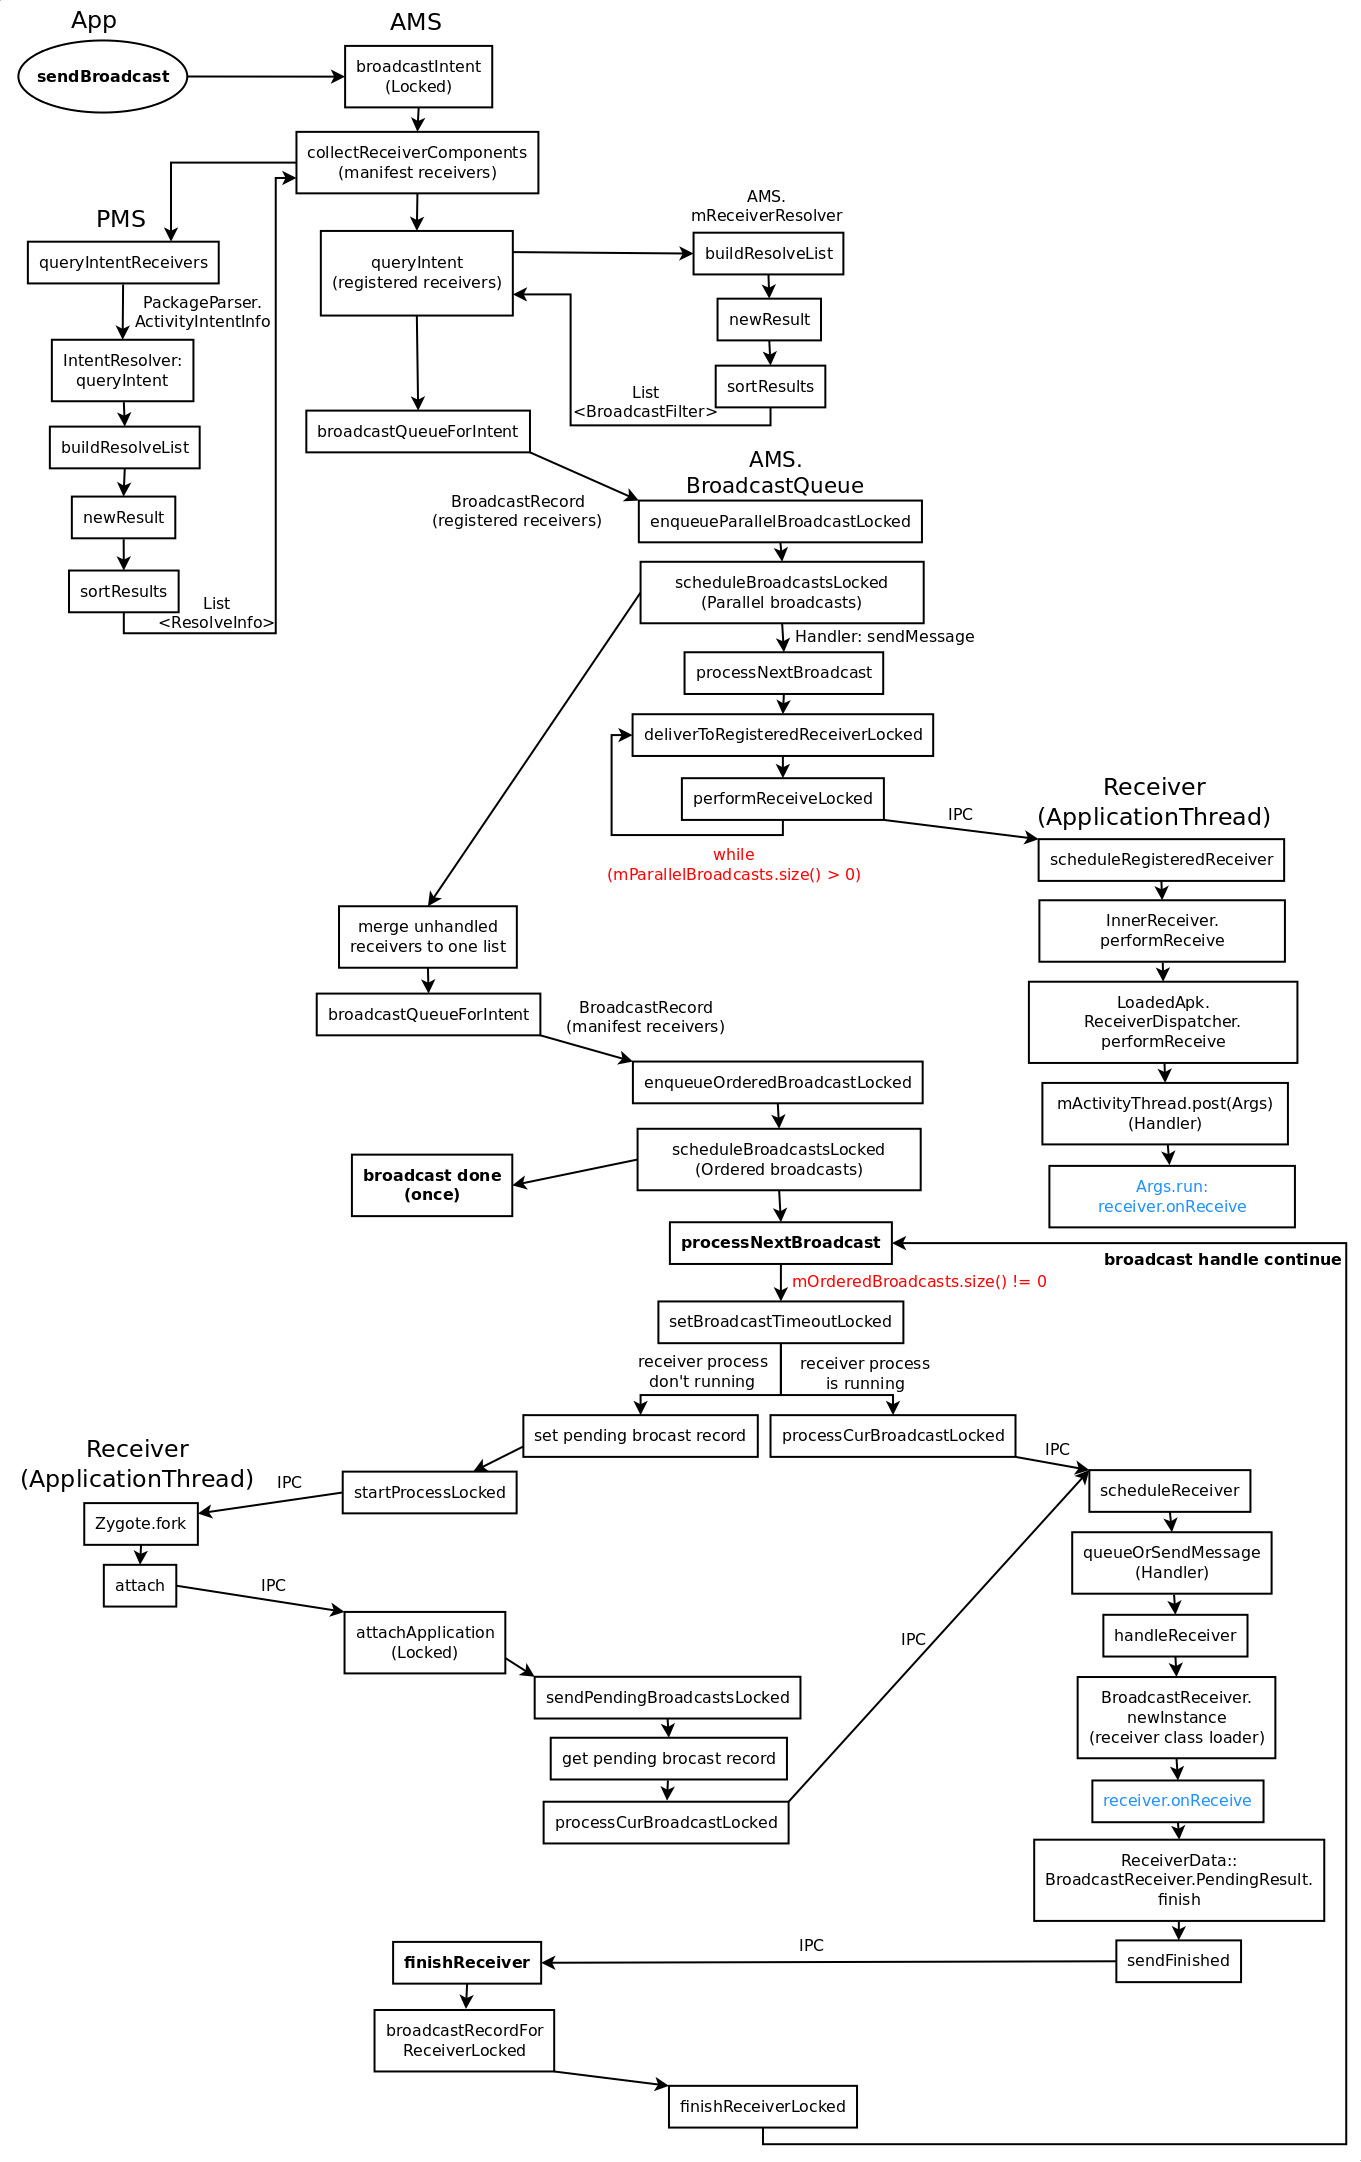 App
AMS
sendBroadcast
broadcastIntent
(Locked)
collectReceiverComponents
(manifest receivers)
PMS
queryIntentReceivers
PackageParser.
ActivityIntentInfo
IntentResolver:
queryIntent
buildResolveList
newResult
sortResults
List
<ResolveInfo>
queryIntent
(registered receivers)
AMS.
mReceiverResolver
buildResolveList
newResult
sortResults
List
<BroadcastFilter>
broadcastQueueForIntent
BroadcastRecord
(registered receivers)
AMS.
BroadcastQueue
enqueueParallelBroadcastLocked
scheduleBroadcastsLocked
(Parallel broadcasts)
Handler: sendMessage
processNextBroadcast
deliverToRegisteredReceiverLocked
performReceiveLocked
while
(mParallelBroadcasts.size() > 0)
IPC
Receiver
(ApplicationThread)
scheduleRegisteredReceiver
InnerReceiver.
performReceive
LoadedApk.
ReceiverDispatcher.
performReceive
mActivityThread.post(Args)
(Handler)
Args.run:
receiver.onReceive
merge unhandled
receivers to one list
broadcastQueueForIntent
BroadcastRecord
(manifest receivers)
enqueueOrderedBroadcastLocked
scheduleBroadcastsLocked
(Ordered broadcasts)
broadcast done
(once)
processNextBroadcast
broadcast handle continue
mOrderedBroadcasts.size() != 0
setBroadcastTimeoutLocked
receiver process
don't running
receiver process
is running
set pending brocast record
processCurBroadcastLocked
IPC
startProcessLocked
IPC
Receiver
(ApplicationThread)
Zygote.fork
attach
IPC
attachApplication
(Locked)
sendPendingBroadcastsLocked
get pending brocast record
processCurBroadcastLocked
IPC
scheduleReceiver
queueOrSendMessage
(Handler)
handleReceiver
BroadcastReceiver.
newInstance
(receiver class loader)
receiver.onReceive
ReceiverData::
BroadcastReceiver.PendingResult.
finish
sendFinished
IPC
finishReceiver
broadcastRecordFor
ReceiverLocked
finishReceiverLocked